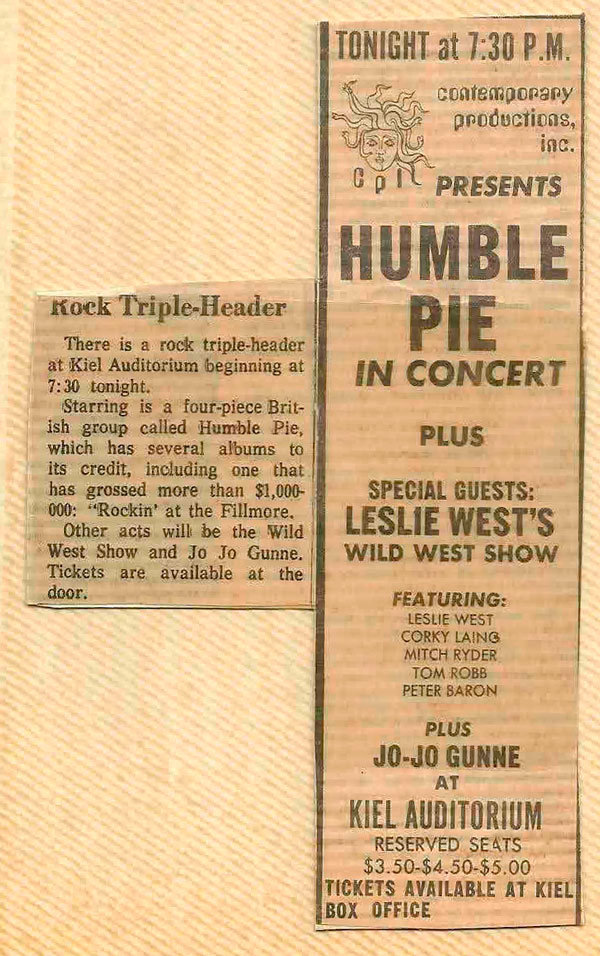 Rock Triple-Header
There is a rock triple-header
at Kiel Auditorium beginning at
7:30 tonight.
Starring is a four-piece Brit-
ish group called Humble Pie,
which has several albums to
its credit, including one that
has grossed more than $1,000-
000: "Rockin' at the Fillmore.
Other acts will be the Wild
West Show and Jo Jo Gunne.
Tickets are available at the
door.
TONIGHT at 7:30 P.M.
contemporary
productions,
inc.
cpi
PRESENTS
HUMBLE
PIE
IN CONCERT
PLUS
SPECIAL GUESTS:
LESLIE WEST'S
WILD WEST SHOW
FEATURING:
LESLIE WEST
CORKY LAING
MITCH RYDER
TOM ROBB
PETER BARON
PLUS
JO-JO GUNNE
AT
KIEL AUDITORIUM
RESERVED SEATS
$3.50-$4.50-$5.00
TICKETS AVAILABLE AT KIEL
BOX OFFICE